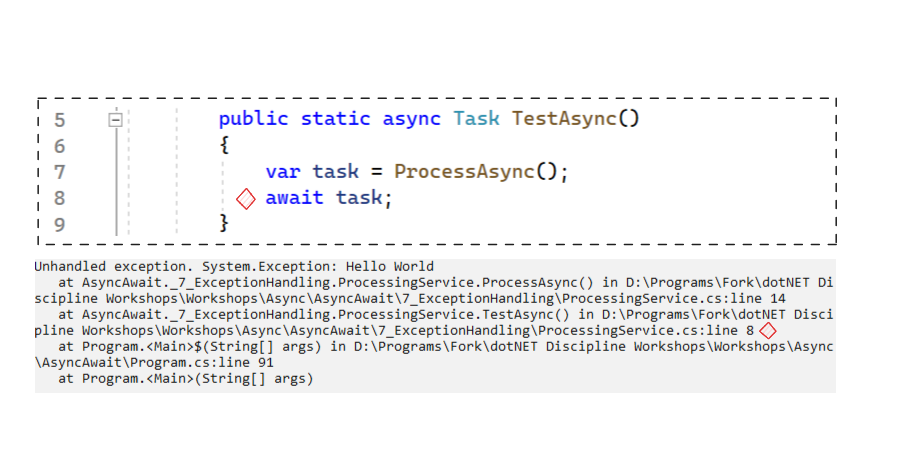 5 public static async Task TestAsync()
6 {
7 var task = ProcessAsync();
8 await task;
9 }
Unhandled exception. System.Exception: Hello World
at AsyncAwait._7_ExceptionHandling.ProcessingService.ProcessAsync() in D:\Programs\Fork\dotNET Di
scipline Workshops\Workshops\Async\AsyncAwait\7_ExceptionHandling\ProcessingService.cs:line 14
at AsyncAwait._7_ExceptionHandling.ProcessingService.TestAsync() in D:\Programs\Fork\dotNET Disci
pline Workshops\Workshops\Async\AsyncAwait\7_ExceptionHandling\ProcessingService.cs:line 8
at Program.<Main>$(String[] args) in D:\Programs\Fork\dotNET Discipline Workshops\Workshops\Async
\AsyncAwait\Program.cs:line 91
at Program.<Main>(String[] args)